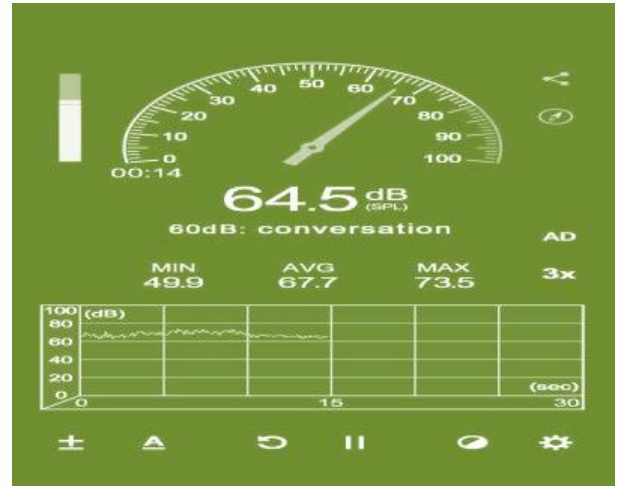 50
40 60
30 70
20 80
10 90
0 100
00:14
64.5 dB
(SPL)
60dB: conversation
AD
MIN AVG MAX
49.9 67.7 73.5
3x
100 (dB)
80
60
40
20
0 (sec)
0 15 30
A